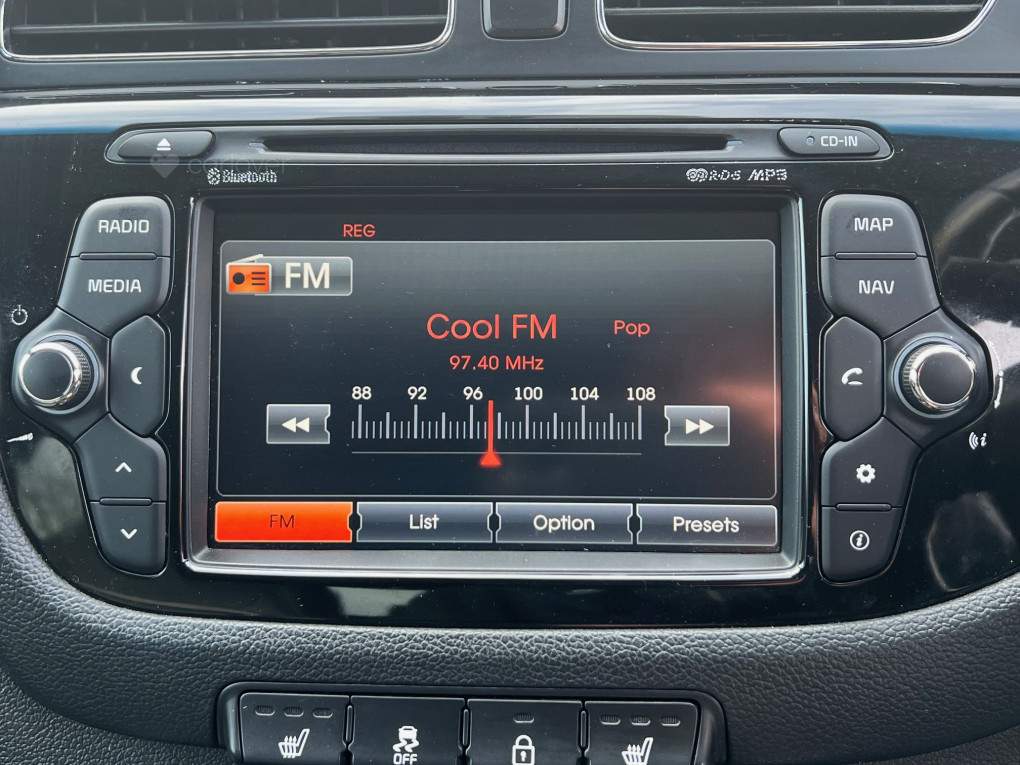 carlover
CD-IN
Bluetooth
R·D·S MP3
RADIO
MEDIA
MAP
NAV
REG
FM
Cool FM
Pop
97.40 MHz
88 92 96 100 104 108
FM List Option Presets
OFF